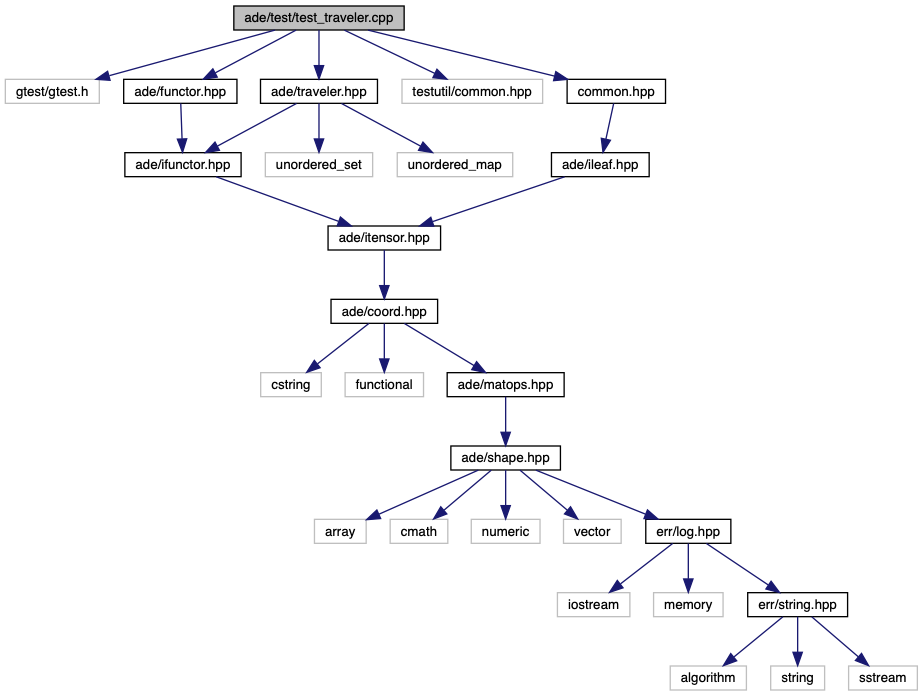 ade/test/test_traveler.cpp
gtest/gtest.h
ade/functor.hpp
ade/traveler.hpp
testutil/common.hpp
common.hpp
ade/ifunctor.hpp
unordered_set
unordered_map
ade/ileaf.hpp
ade/itensor.hpp
ade/coord.hpp
cstring
functional
ade/matops.hpp
ade/shape.hpp
array
cmath
numeric
vector
err/log.hpp
iostream
memory
err/string.hpp
algorithm
string
sstream